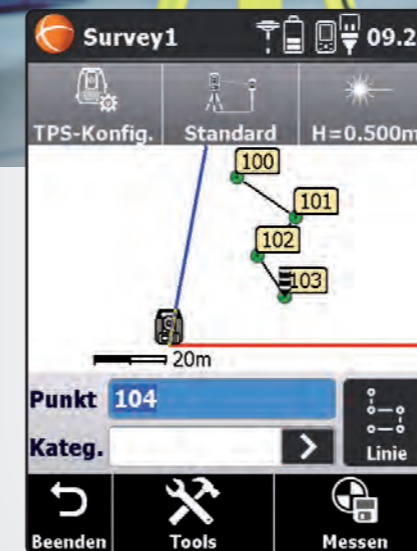 Survey1 09.2
TPS-Konfig. Standard H=0.500m
100
101
102
103
20m
Punkt 104
Kateg.
Linie
Beenden Tools Messen